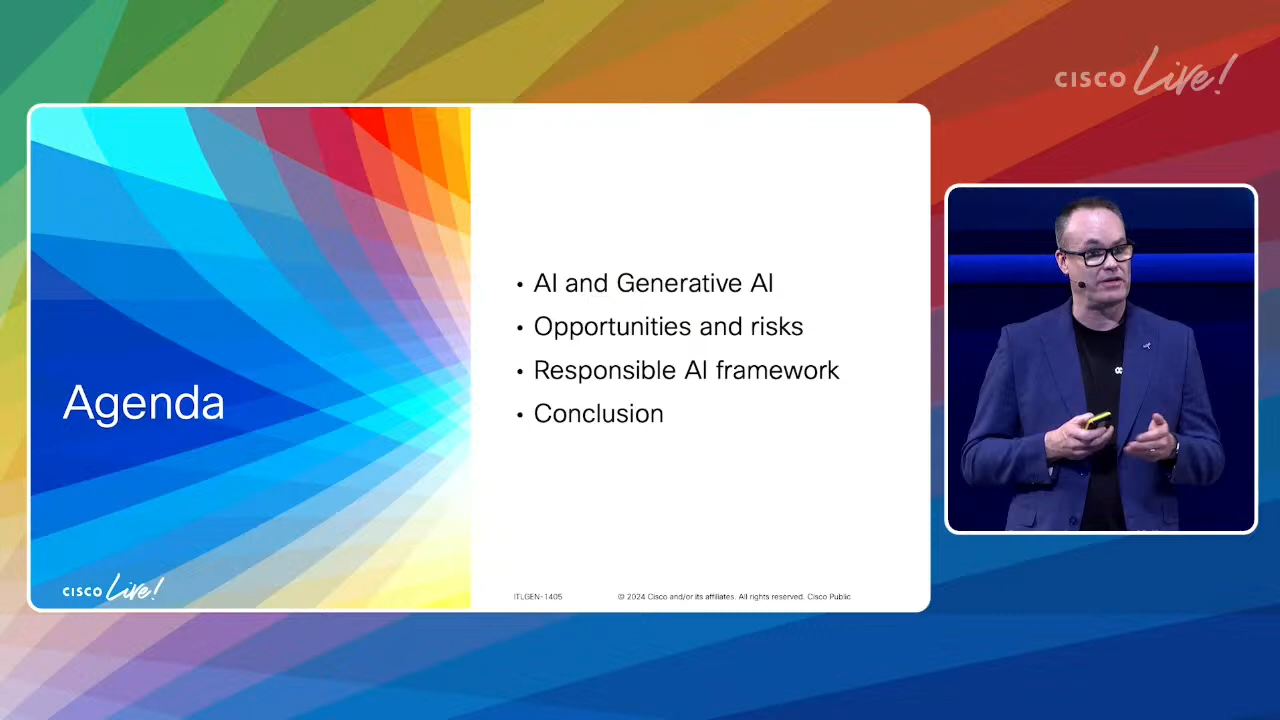 CISCO Live!
Agenda
• AI and Generative AI
• Opportunities and risks
• Responsible AI framework
• Conclusion
CISCO Live!
ITLGEN-1405
© 2024 Cisco and/or its affiliates. All rights reserved. Cisco Public